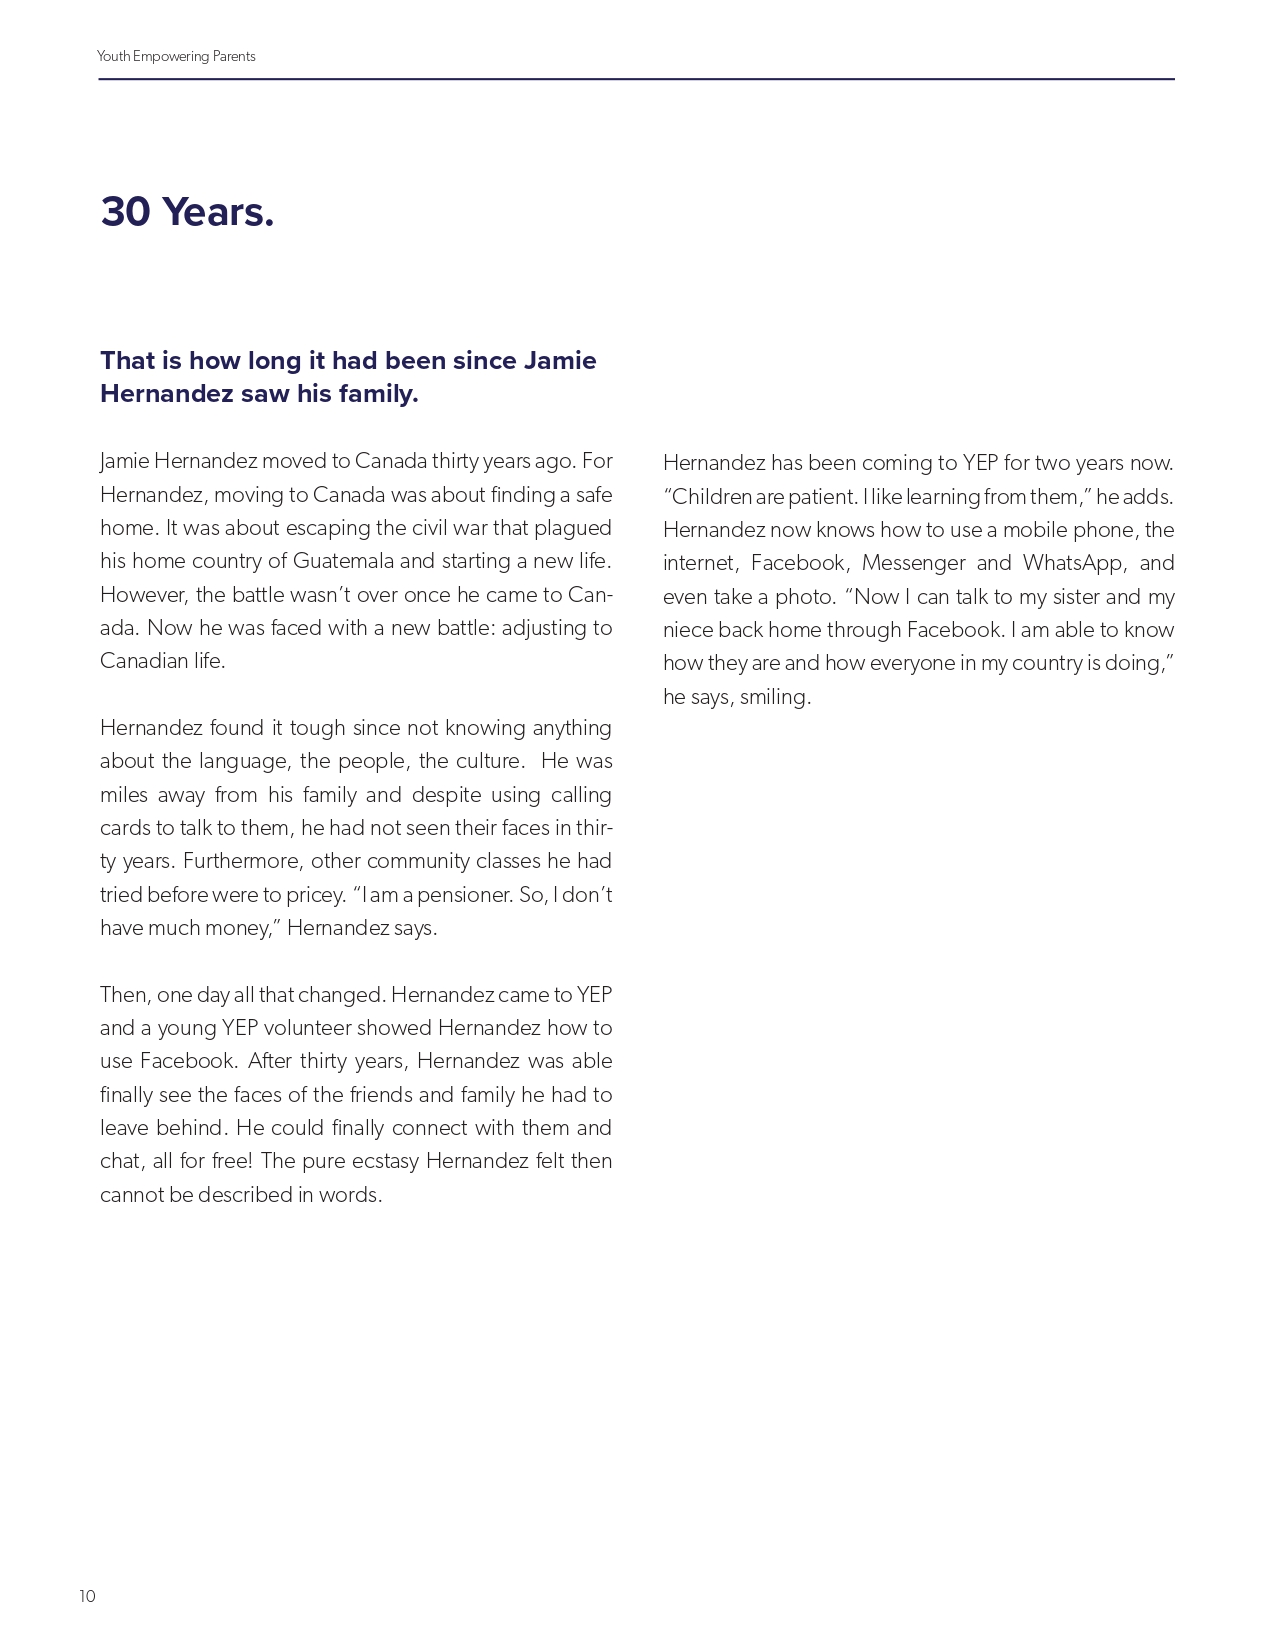 Youth Empowering Parents
30 Years.
That is how long it had been since Jamie
Hernandez saw his family.
Jamie Hernandez moved to Canada thirty years ago. For
Hernandez, moving to Canada was about finding a safe
home. It was about escaping the civil war that plagued
his home country of Guatemala and starting a new life.
However, the battle wasn’t over once he came to Can-
ada. Now he was faced with a new battle: adjusting to
Canadian life.
Hernandez found it tough since not knowing anything
about the language, the people, the culture.  He was
miles away from his family and despite using calling
cards to talk to them, he had not seen their faces in thir-
ty years. Furthermore, other community classes he had
tried before were to pricey. “I am a pensioner. So, I don’t
have much money,” Hernandez says.
Then, one day all that changed. Hernandez came to YEP
and a young YEP volunteer showed Hernandez how to
use Facebook. After thirty years, Hernandez was able
finally see the faces of the friends and family he had to
leave behind. He could finally connect with them and
chat, all for free! The pure ecstasy Hernandez felt then
cannot be described in words.
Hernandez has been coming to YEP for two years now.
“Children are patient. I like learning from them,” he adds.
Hernandez now knows how to use a mobile phone, the
internet, Facebook, Messenger and WhatsApp, and
even take a photo. “Now I can talk to my sister and my
niece back home through Facebook. I am able to know
how they are and how everyone in my country is doing,”
he says, smiling.
10